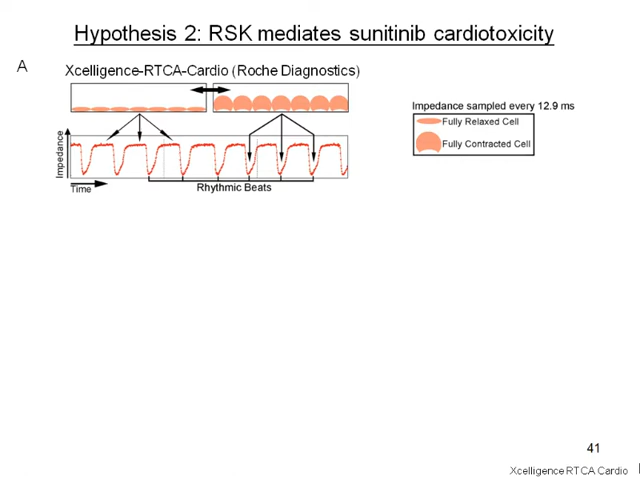 Hypothesis 2: RSK mediates sunitinib cardiotoxicity
A
Xcelligence-RTCA-Cardio (Roche Diagnostics)
Impedance sampled every 12.9 ms
Fully Relaxed Cell
Fully Contracted Cell
Impedance
Time
Rhythmic Beats
41
Xcelligence RTCA Cardio